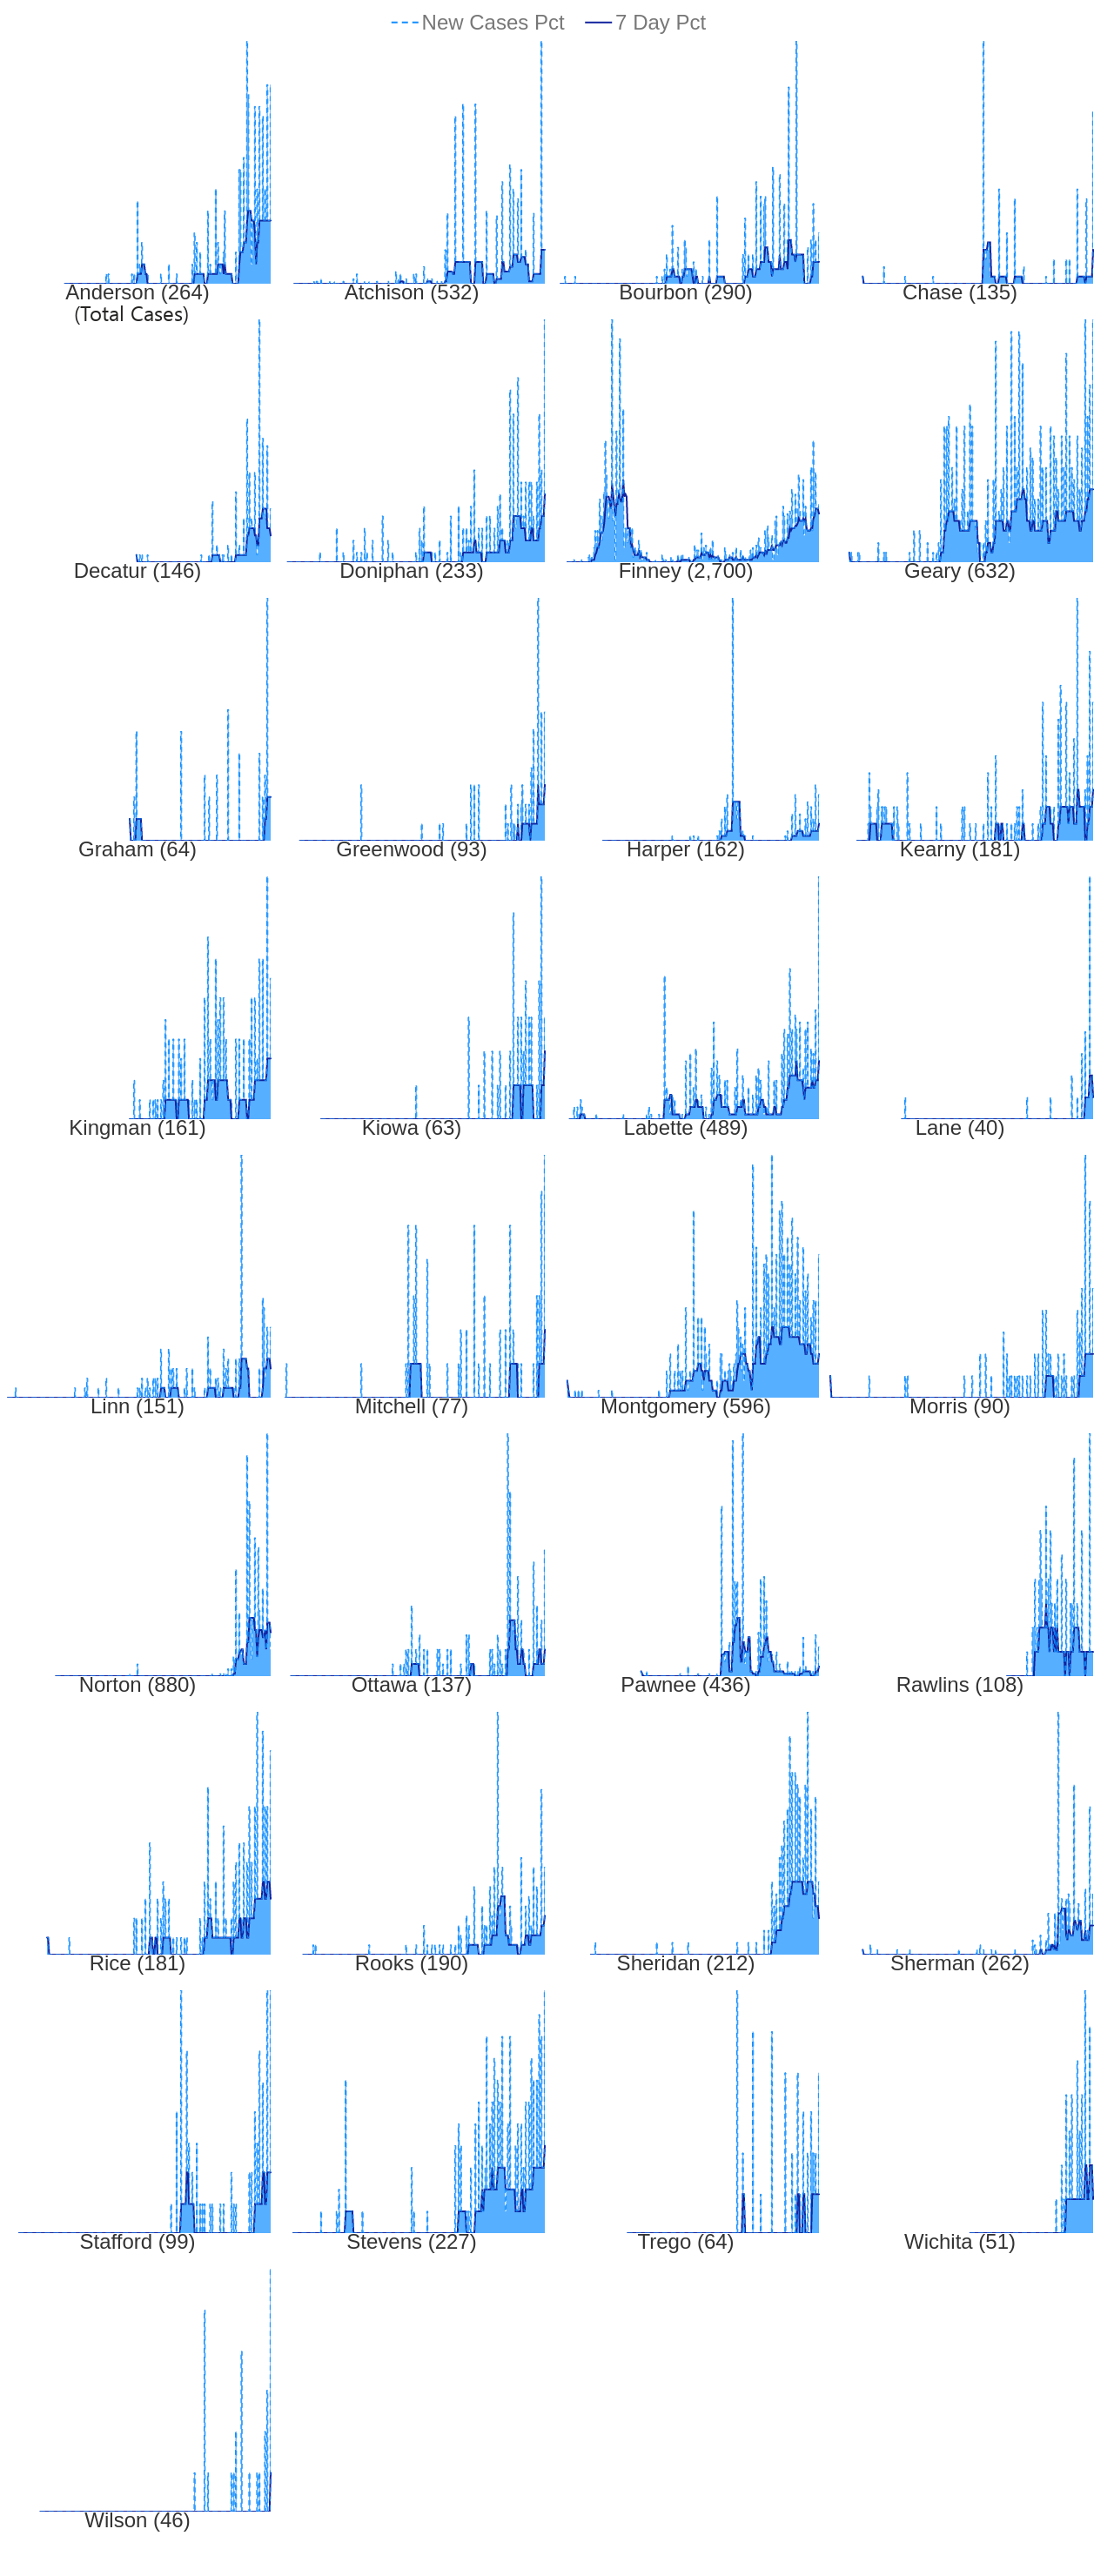 New Cases Pct 7 Day Pct
Anderson (264) Atchison (532) Bourbon (290) Chase (135)
(Total Cases)
Decatur (146) Doniphan (233) Finney (2,700) Geary (632)
Graham (64) Greenwood (93) Harper (162) Kearny (181)
Kingman (161) Kiowa (63) Labette (489) Lane (40)
Linn (151) Mitchell (77) Montgomery (596) Morris (90)
Norton (880) Ottawa (137) Pawnee (436) Rawlins (108)
Rice (181) Rooks (190) Sheridan (212) Sherman (262)
Stafford (99) Stevens (227) Trego (64) Wichita (51)
Wilson (46)